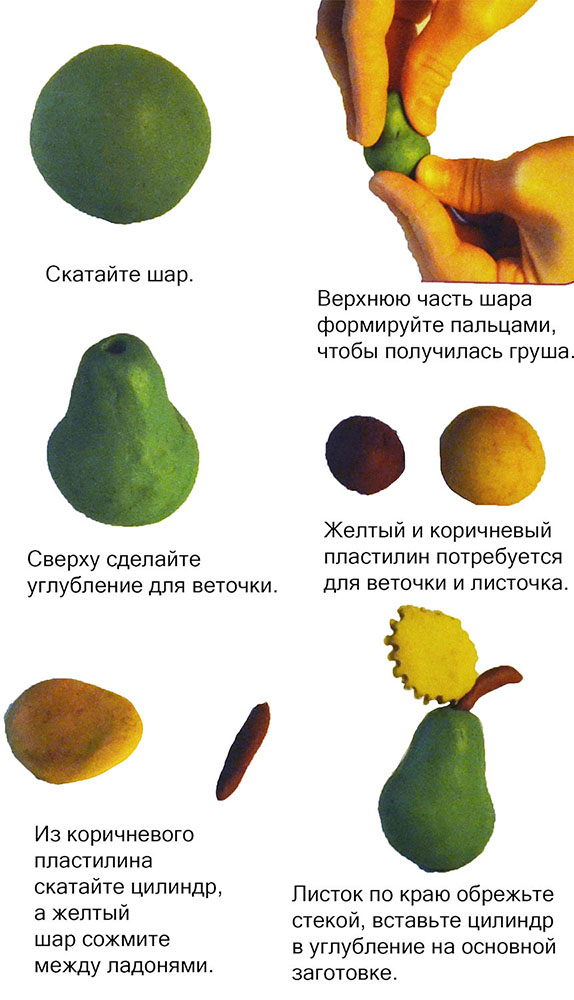 Скатайте шар.
Верхнюю часть шара
формируйте пальцами,
чтобы получилась груша.
Сверху сделайте
углубление для веточки.
Желтый и коричневый
пластилин потребуется
для веточки и листочка.
Из коричневого
пластилина
скатайте цилиндр,
а желтый
шар сожмите
между ладонями.
Листок по краю обрежьте
стекой, вставьте цилиндр
в углубление на основной
заготовке.